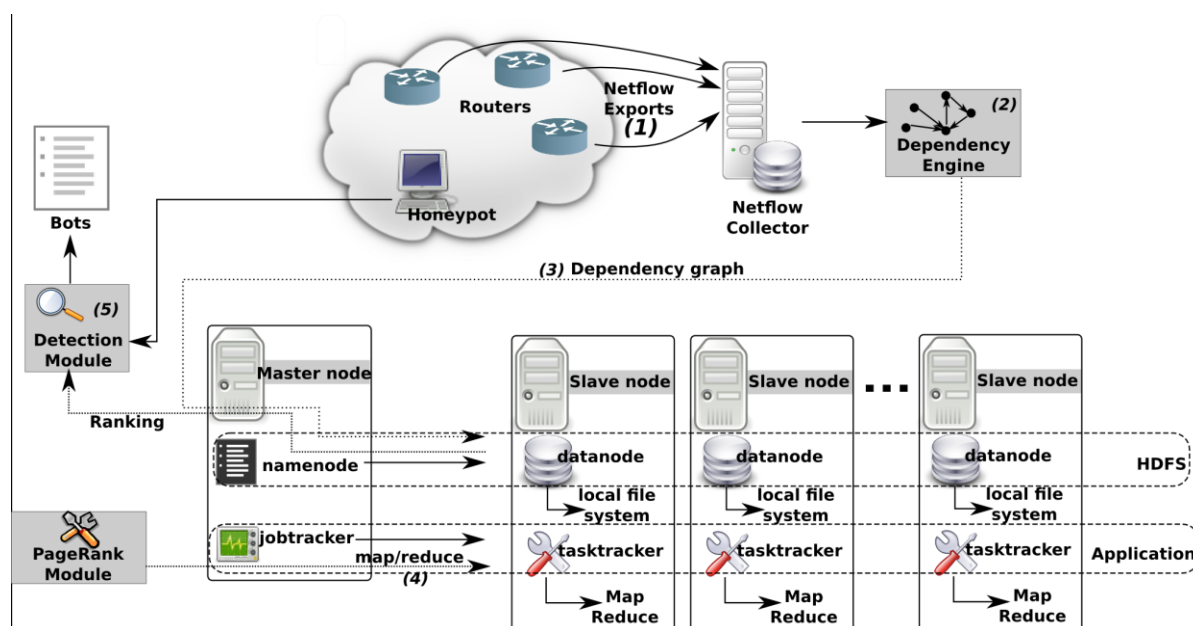 Routers
Netflow
Exports
(1)
(2)
Dependency
Engine
Honeypot
Netflow
Collector
Bots
(3) Dependency graph
(5)
Detection
Module
Master node
Slave node
Slave node
Slave node
Ranking
namenode
datanode
datanode
datanode
HDFS
local file
system
local file
system
local file
system
PageRank
Module
jobtracker
map/reduce
(4)
tasktracker
tasktracker
tasktracker
Application
Map
Reduce
Map
Reduce
Map
Reduce